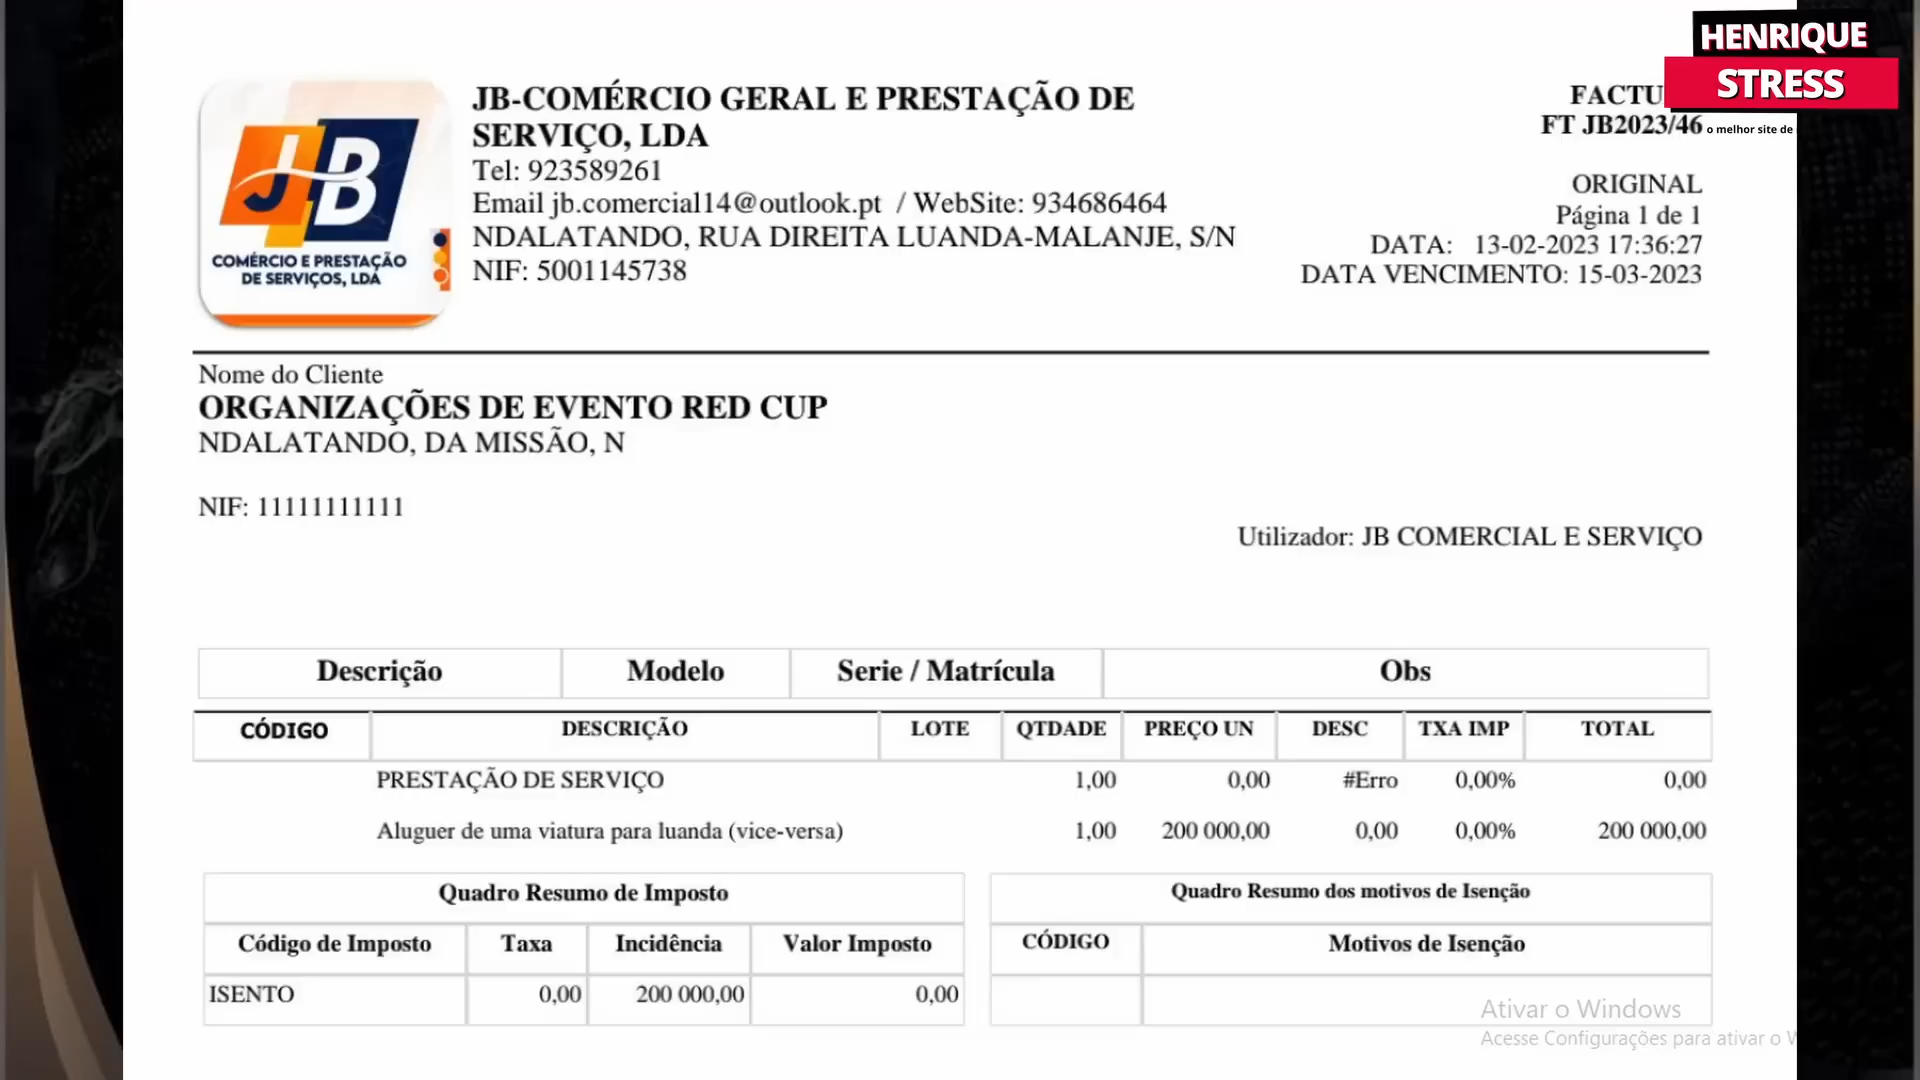 HENRIQUE
STRESS
o melhor site de
JB
COMÉRCIO E PRESTAÇÃO
DE SERVIÇOS, LDA
JB-COMÉRCIO GERAL E PRESTAÇÃO DE
SERVIÇO, LDA
Tel: 923589261
Email jb.comercial14@outlook.pt / WebSite: 934686464
NDALATANDO, RUA DIREITA LUANDA-MALANJE, S/N
NIF: 5001145738
FACTU
FT JB2023/46
ORIGINAL
Página 1 de 1
DATA: 13-02-2023 17:36:27
DATA VENCIMENTO: 15-03-2023
Nome do Cliente
ORGANIZAÇÕES DE EVENTO RED CUP
NDALATANDO, DA MISSÃO, N
NIF: 11111111111
Utilizador: JB COMERCIAL E SERVIÇO
Descrição Modelo Serie / Matrícula Obs
CÓDIGO DESCRIÇÃO LOTE QTDADE PREÇO UN DESC TXA IMP TOTAL
PRESTAÇÃO DE SERVIÇO 1,00 0,00 #Erro 0,00% 0,00
Aluguer de uma viatura para luanda (vice-versa) 1,00 200 000,00 0,00 0,00% 200 000,00
Quadro Resumo de Imposto
Código de Imposto Taxa Incidência Valor Imposto
ISENTO 0,00 200 000,00 0,00
Quadro Resumo dos motivos de Isenção
CÓDIGO Motivos de Isenção
Ativar o Windows
Acesse Configurações para ativar o